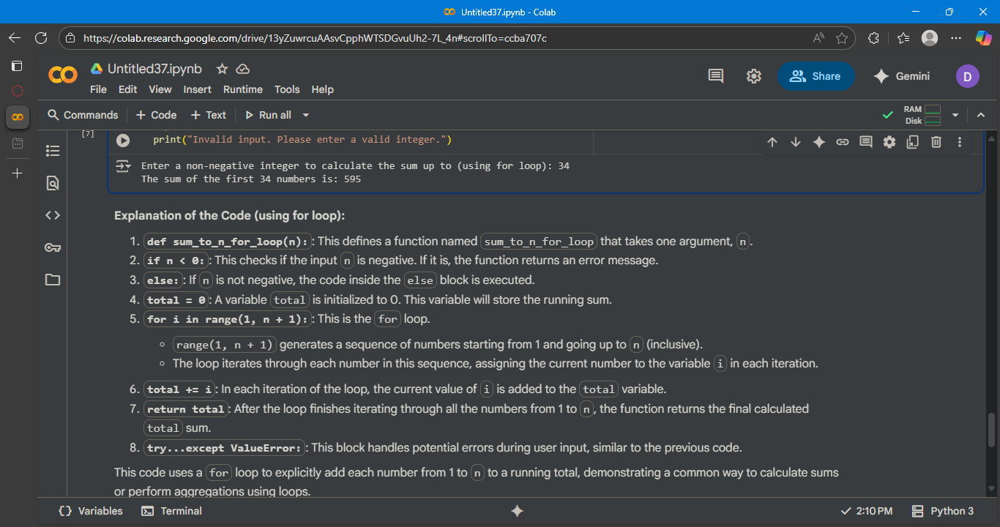 Untitled37.ipynb - Colab
https://colab.research.google.com/drive/13yZuwrcuAAsvCpphWTSDGvuUh2-7L_4n#scrollTo=ccba707c
Untitled37.ipynb
Share
Gemini
D
File Edit View Insert Runtime Tools Help
Commands + Code + Text Run all
RAM
Disk
[7]
print("Invalid input. Please enter a valid integer.")
Enter a non-negative integer to calculate the sum up to (using for loop): 34
The sum of the first 34 numbers is: 595
Explanation of the Code (using for loop):
1. def sum_to_n_for_loop(n): : This defines a function named sum_to_n_for_loop that takes one argument, n .
2. if n < 0: : This checks if the input n is negative. If it is, the function returns an error message.
3. else: : If n is not negative, the code inside the else block is executed.
4. total = 0 : A variable total is initialized to 0. This variable will store the running sum.
5. for i in range(1, n + 1): : This is the for loop.
range(1, n + 1) generates a sequence of numbers starting from 1 and going up to n (inclusive).
The loop iterates through each number in this sequence, assigning the current number to the variable i in each iteration.
6. total += i : In each iteration of the loop, the current value of i is added to the total variable.
7. return total : After the loop finishes iterating through all the numbers from 1 to n , the function returns the final calculated
total sum.
8. try...except ValueError: : This block handles potential errors during user input, similar to the previous code.
This code uses a for loop to explicitly add each number from 1 to n to a running total, demonstrating a common way to calculate sums
or perform aggregations using loops.
Variables Terminal
2:10 PM Python 3